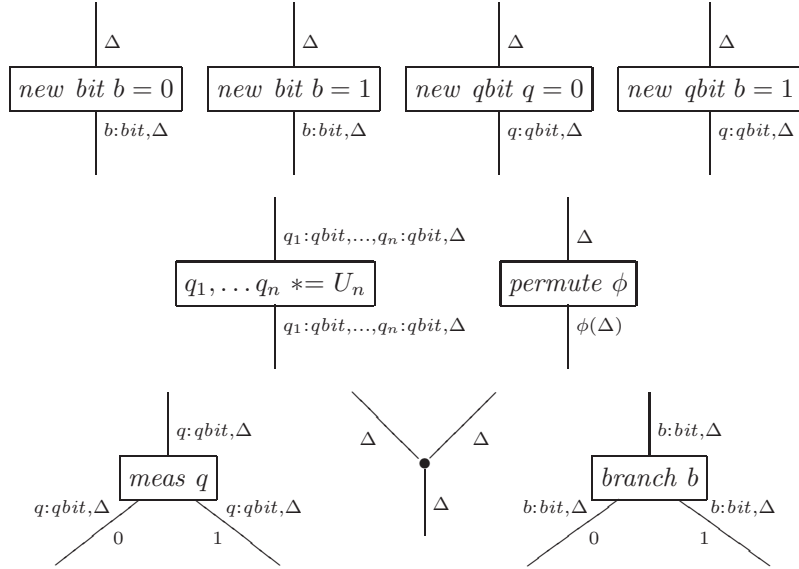 Δ Δ Δ Δ
new bit b = 0 new bit b = 1 new qbit q = 0 new qbit b = 1
b:bit,Δ b:bit,Δ q:qbit,Δ q:qbit,Δ
q₁:qbit,...,qₙ:qbit,Δ Δ
q₁, … qₙ ∗= Uₙ permute ϕ
q₁:qbit,...,qₙ:qbit,Δ ϕ(Δ)
q:qbit,Δ Δ Δ b:bit,Δ
meas q branch b
q:qbit,Δ q:qbit,Δ Δ b:bit,Δ b:bit,Δ
0 1 0 1